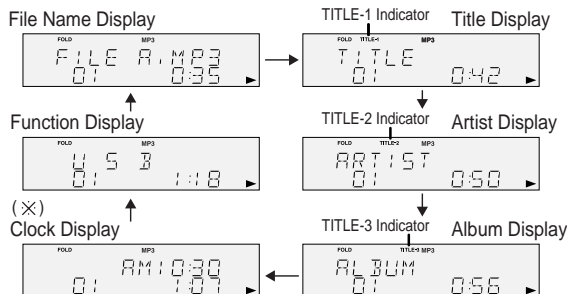 File Name Display
FOLD MP3
FILE A.MP3
01 0:35
TITLE-1 Indicator
Title Display
FOLD TITLE-1 MP3
TITLE
01 0:42
Function Display
FOLD MP3
U S B
01 1:18
TITLE-2 Indicator
Artist Display
FOLD TITLE-2 MP3
ARTIST
01 0:50
(※)
Clock Display
FOLD MP3
AM10:30
01 1:07
TITLE-3 Indicator
Album Display
FOLD TITLE-3 MP3
ALBUM
01 0:56